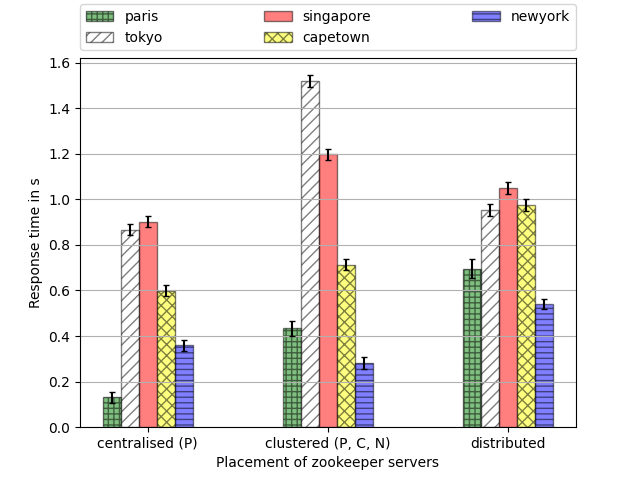 paris
tokyo
singapore
capetown
newyork
1.6
1.4
1.2
1.0
0.8
0.6
0.4
0.2
0.0
Response time in s
centralised (P)
clustered (P, C, N)
distributed
Placement of zookeeper servers